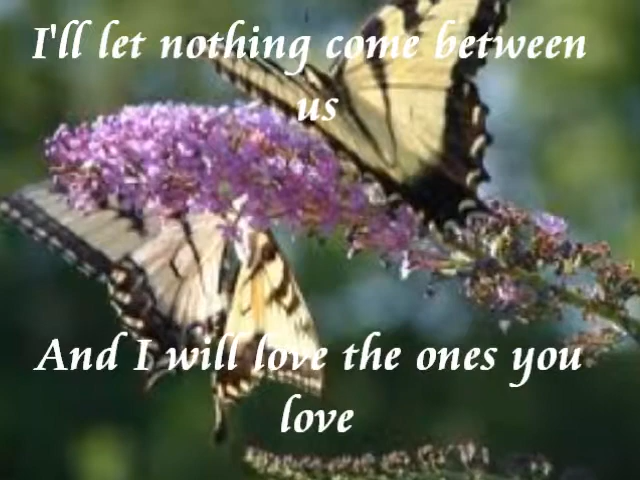 I'll let nothing come between
us
And I will love the ones you
love